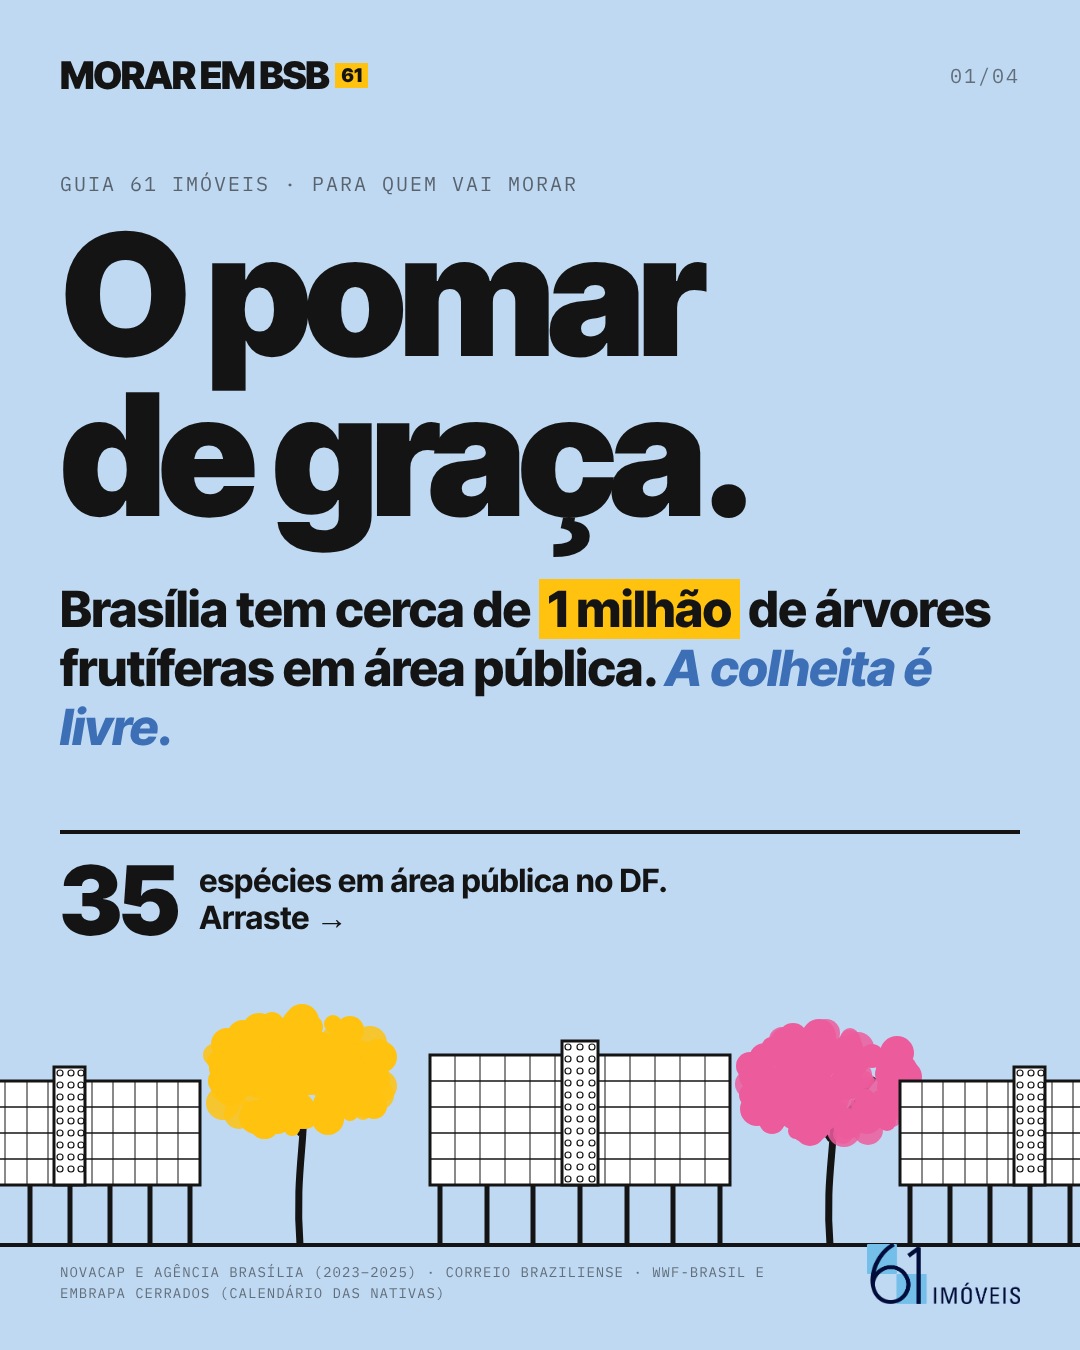 MORAR EM BSB 61
01/04
GUIA 61 IMÓVEIS · PARA QUEM VAI MORAR
O pomar
de graça.
Brasília tem cerca de 1 milhão de árvores
frutíferas em área pública. A colheita é
livre.
35 espécies em área pública no DF.
Arraste →
NOVACAP E AGÊNCIA BRASÍLIA (2023–2025) · CORREIO BRAZILIENSE · WWF-BRASIL E
EMBRAPA CERRADOS (CALENDÁRIO DAS NATIVAS)
61 IMÓVEIS